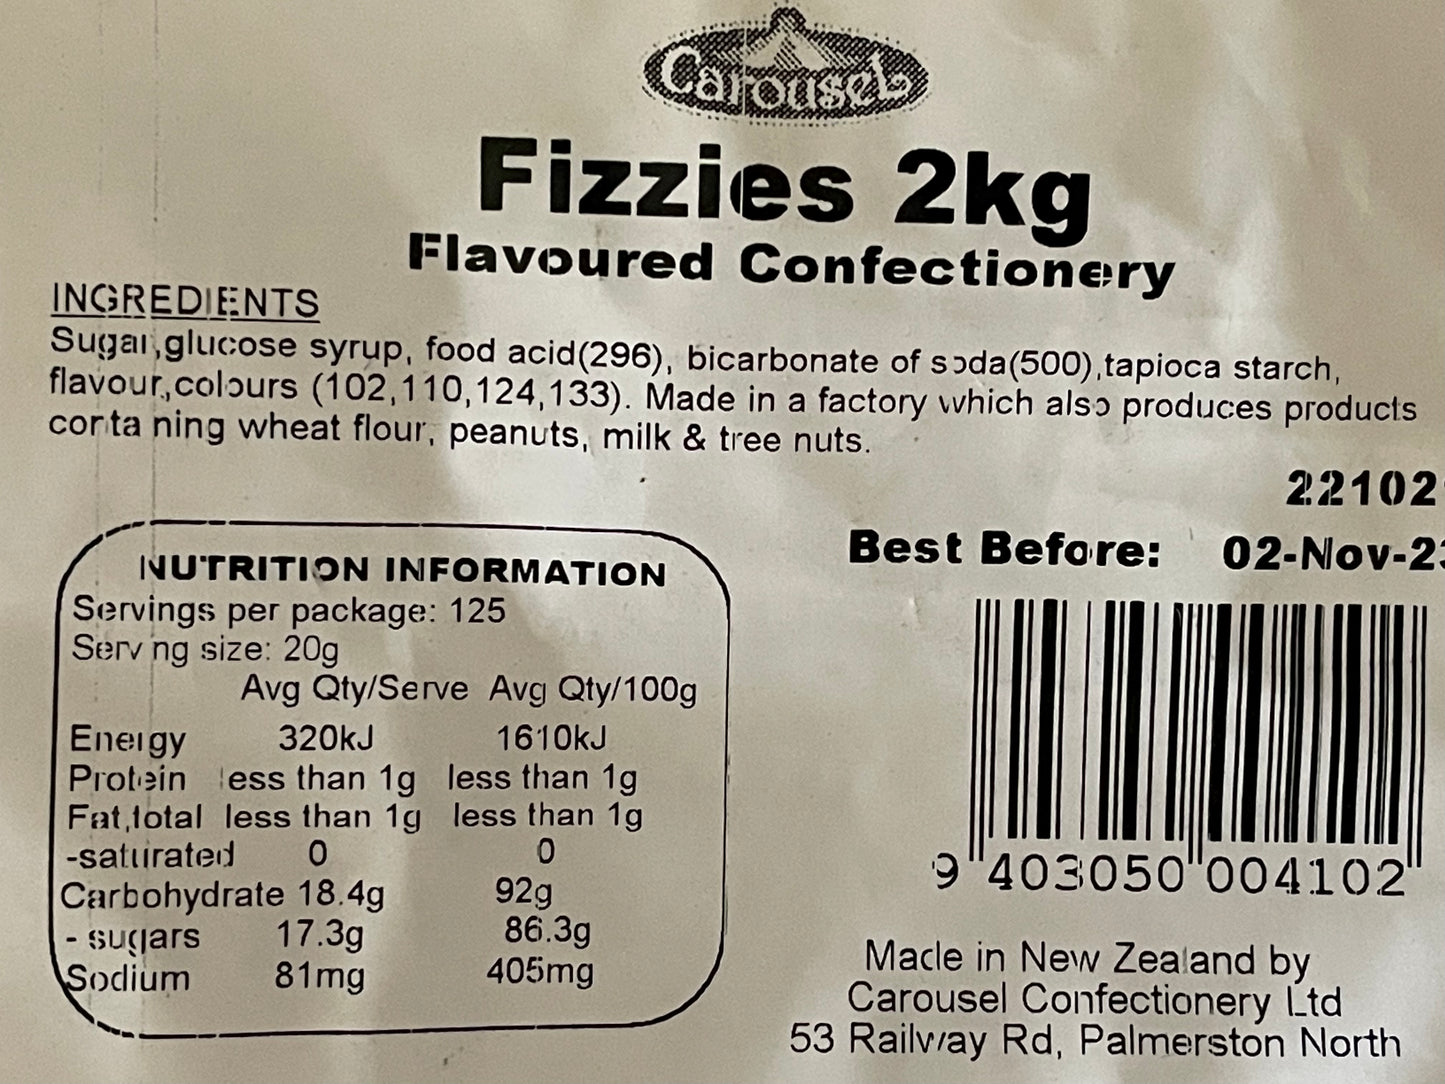 Carousel
Fizzies 2kg
Flavoured Confectionery
INGREDIENTS
Sugar,glucose syrup, food acid(296), bicarbonate of soda(500),tapioca starch,
flavour,colours (102,110,124,133). Made in a factory which also produces products
containing wheat flour, peanuts, milk & tree nuts.
22102
Best Before: 02-Nov-23
NUTRITION INFORMATION
Servings per package: 125
Serving size: 20g
Avg Qty/Serve Avg Qty/100g
Energy 320kJ 1610kJ
Protein less than 1g less than 1g
Fat,total less than 1g less than 1g
-saturated 0 0
Carbohydrate 18.4g 92g
- sugars 17.3g 86.3g
Sodium 81mg 405mg
9 403050 004102
Made in New Zealand by
Carousel Confectionery Ltd
53 Railway Rd, Palmerston North